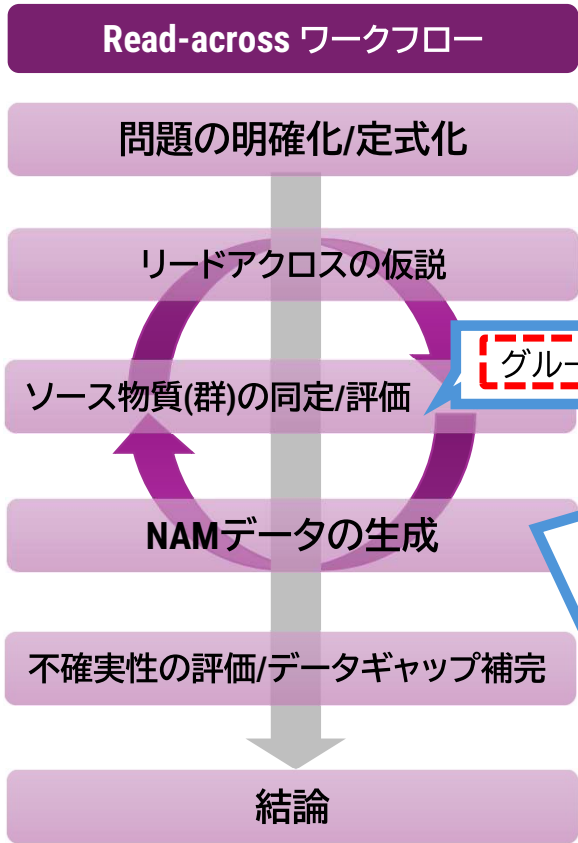 Read-across ワークフロー
問題の明確化/定式化
リードアクロスの仮説
ソース物質(群)の同定/評価
グルー
NAMデータの生成
不確実性の評価/データギャップ補完
結論